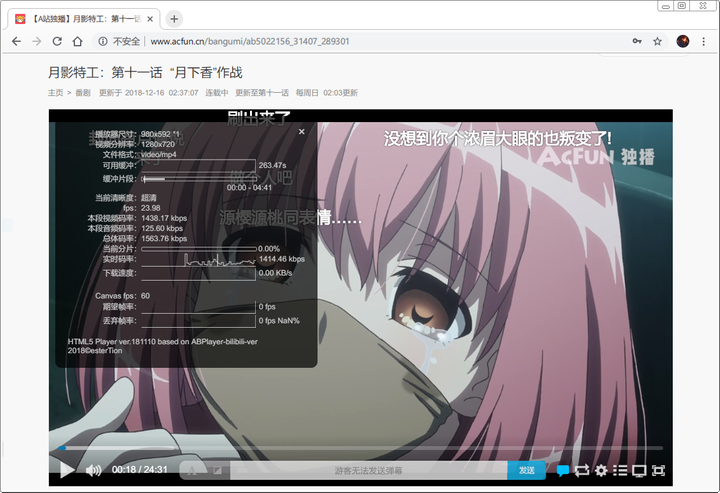 【A站独播】月影特工：第十一话
不安全 | www.acfun.cn/bangumi/ab5022156_31407_289301
月影特工：第十一话 “月下香”作战
主页 > 番剧 更新于 2018-12-16 02:37:07 连载中 更新至第十一话 每周日 02:03更新
刷出来了
没想到你个浓眉大眼的也叛变了!
ACFUN 独播
播放器尺寸： 980x592 *1
视频分辨率： 1280x720
文件格式： video/mp4
可用缓冲： 263.47s
缓冲片段：
做个人吧
00:00 - 04:41
当前清晰度： 超清
fps： 23.98
源樱源桃同表情……
本段视频码率： 1438.17 kbps
本段音频码率： 125.60 kbps
总体码率： 1563.76 kbps
当前分片： 0.00%
实时码率： 1414.46 kbps
下载速度： 0.00 KB/s
Canvas fps： 60
期望帧率： 0 fps
丢弃帧率： 0 fps NaN%
HTML5 Player ver.181110 based on ABPlayer-bilibili-ver
2018©esterTion
00:18 / 24:31
游客无法发送弹幕
发送